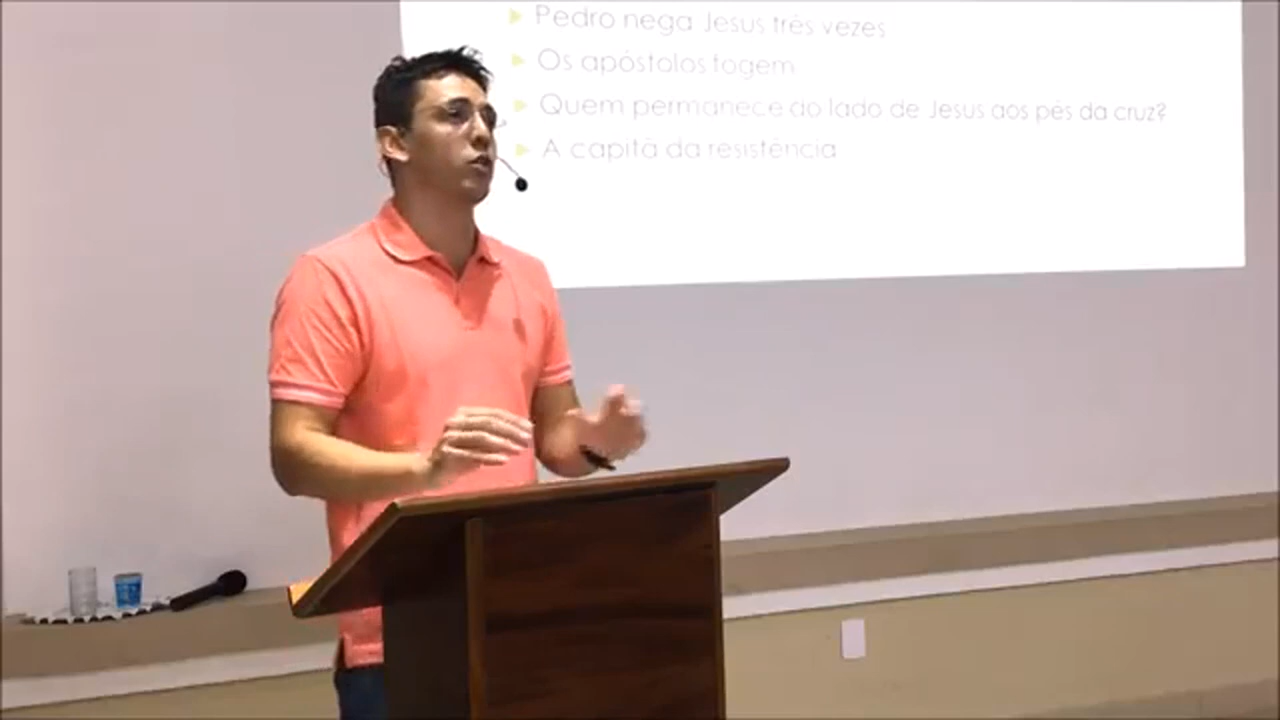 Pedro nega Jesus três vezes
Os apóstolos fogem
Quem permanece ao lado de Jesus aos pés da cruz?
A capitã da resistência